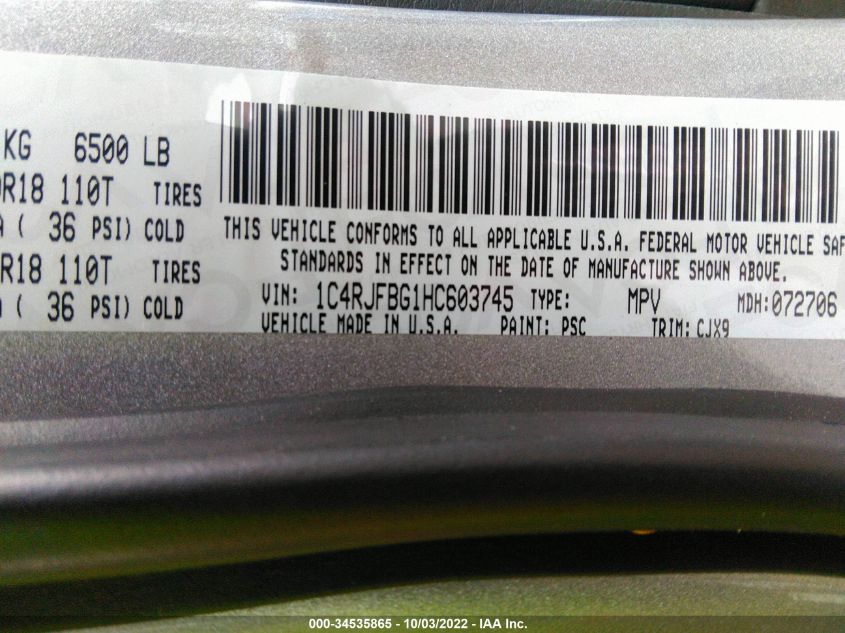 KG 6500 LB
R18 110T TIRES
( 36 PSI) COLD
R18 110T TIRES
( 36 PSI) COLD
THIS VEHICLE CONFORMS TO ALL APPLICABLE U.S.A. FEDERAL MOTOR VEHICLE SAF
STANDARDS IN EFFECT ON THE DATE OF MANUFACTURE SHOWN ABOVE.
VIN: 1C4RJFBG1HC603745 TYPE: MPV MDH:072706
VEHICLE MADE IN U.S.A. PAINT: PSC TRIM: CJX9
000-34535865 - 10/03/2022 - IAA Inc.